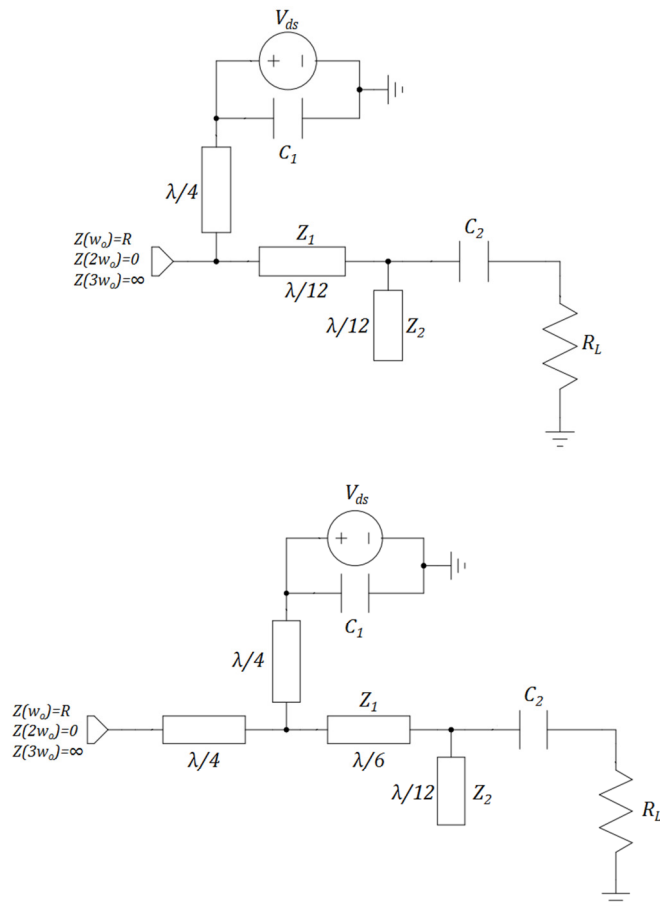 V_ds
+ −
C_1
λ/4
Z(w_o)=R
Z(2w_o)=0
Z(3w_o)=∞
Z_1
λ/12
C_2
λ/12
Z_2
R_L
V_ds
+ −
C_1
λ/4
Z(w_o)=R
Z(2w_o)=0
Z(3w_o)=∞
λ/4
Z_1
λ/6
C_2
λ/12
Z_2
R_L